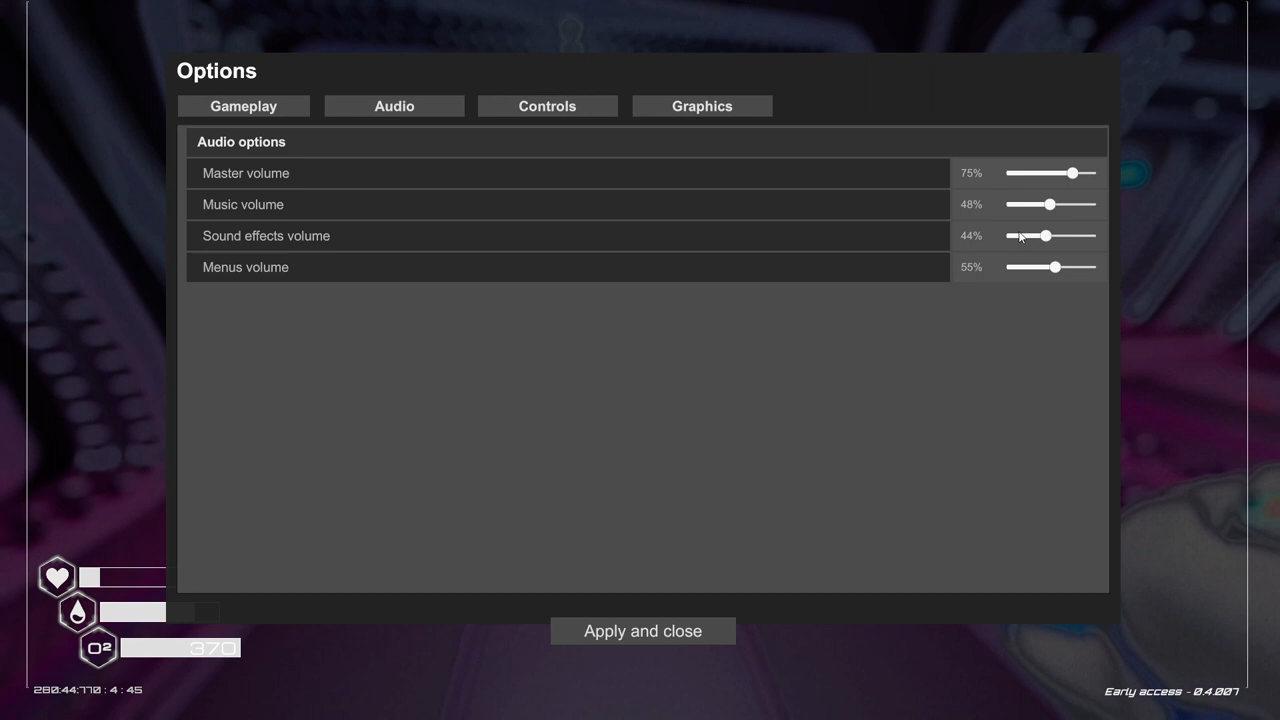 Options
Gameplay Audio Controls Graphics
Audio options
Master volume 75%
Music volume 48%
Sound effects volume 44%
Menus volume 55%
O² 370
Apply and close
280:44:770 : 4 : 45
Early access - 0.4.007